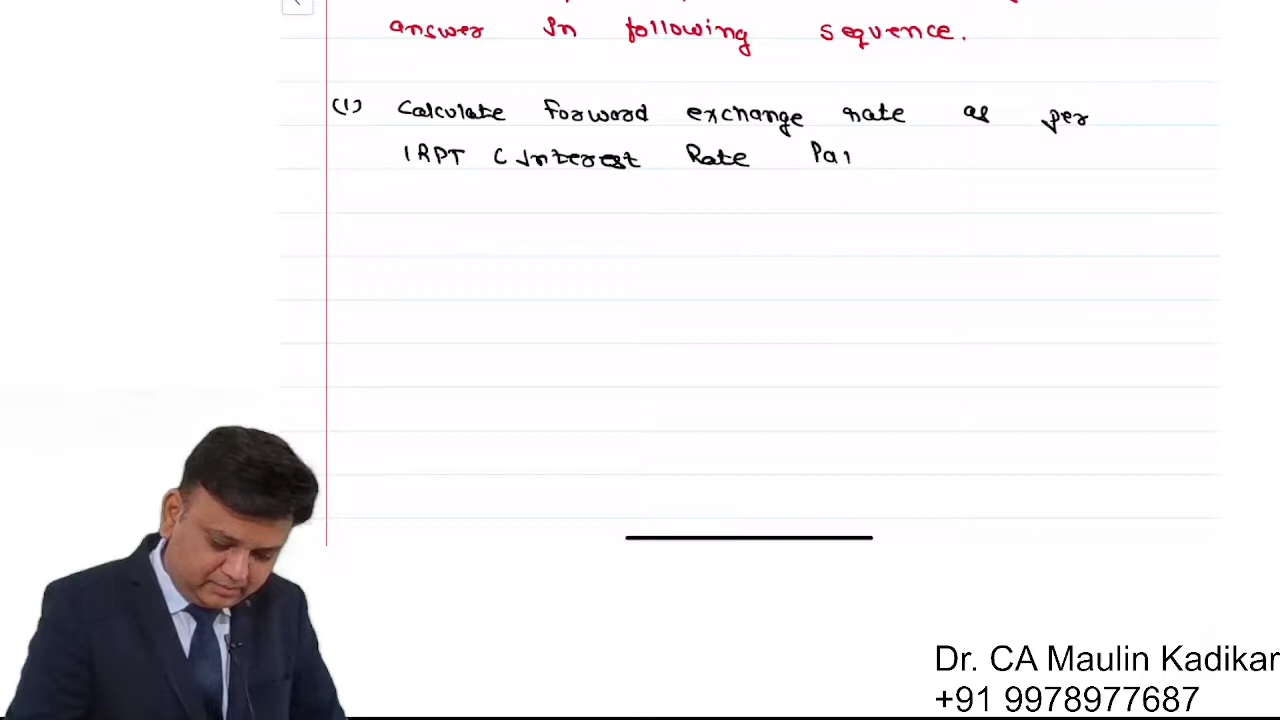 answer in following sequence.
(1) Calculate forward exchange rate as per
IRPT ( Interest Rate Par
Dr. CA Maulin Kadikar
+91 9978977687